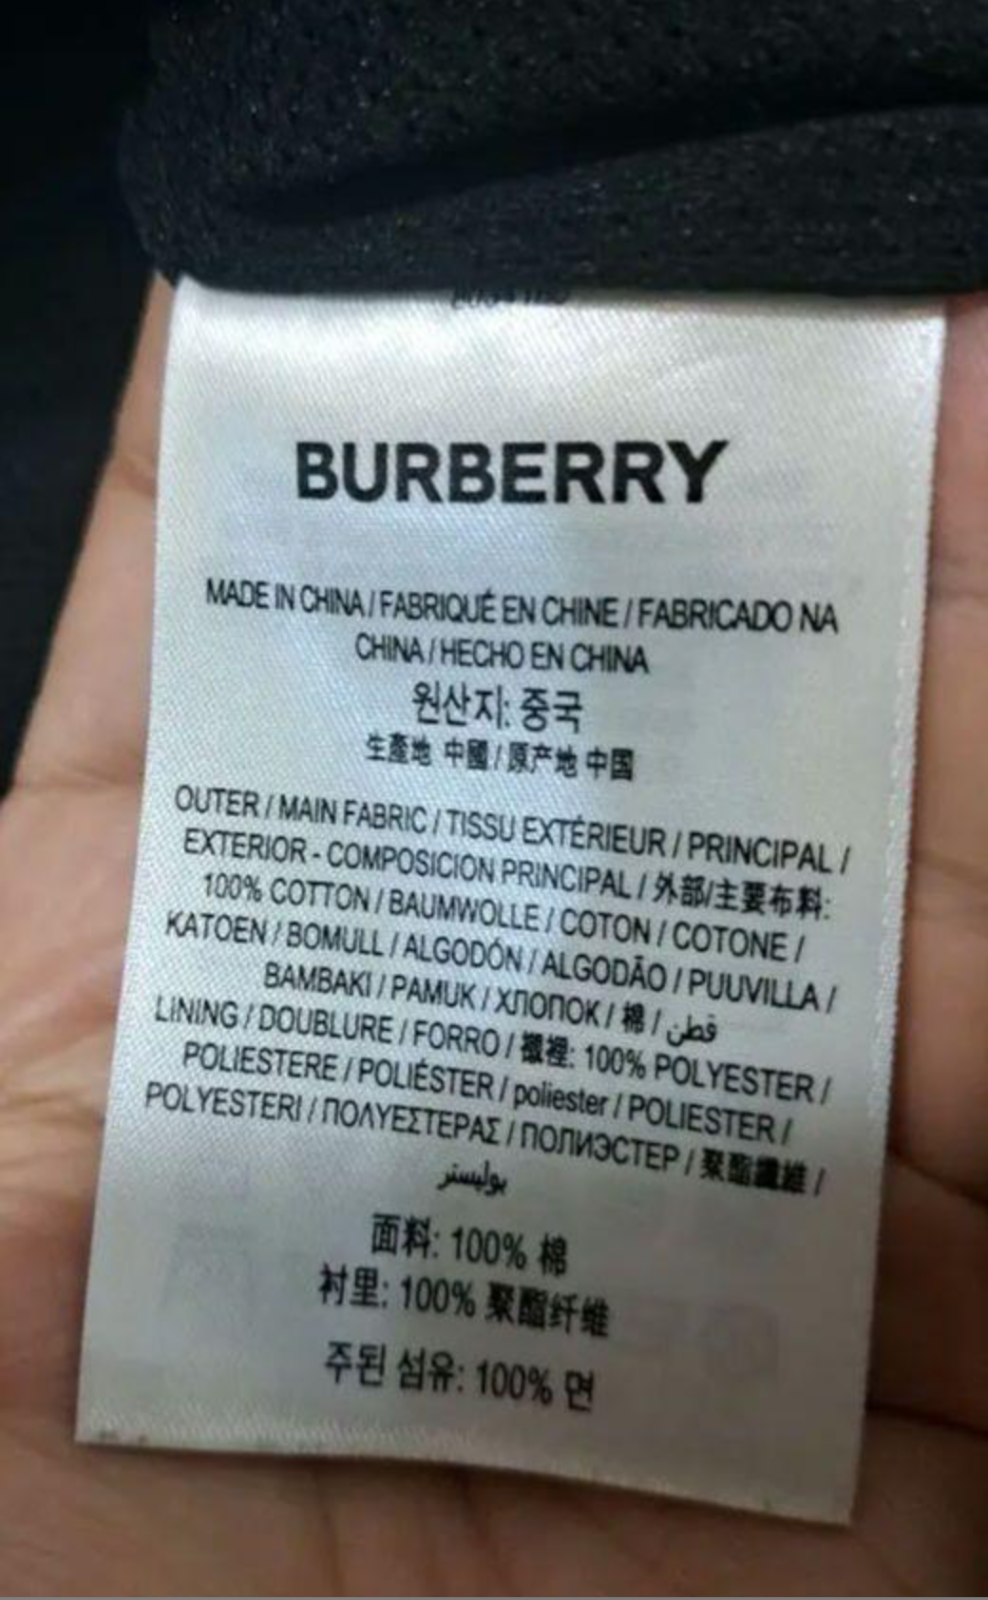 BURBERRY
MADE IN CHINA / FABRIQUÉ EN CHINE / FABRICADO NA
CHINA / HECHO EN CHINA
원산지: 중국
生產地 中國 / 原产地 中国
OUTER / MAIN FABRIC / TISSU EXTÉRIEUR / PRINCIPAL /
EXTERIOR - COMPOSICION PRINCIPAL / 外部/主要布料:
100% COTTON / BAUMWOLLE / COTON / COTONE /
KATOEN / BOMULL / ALGODÓN / ALGODÃO / PUUVILLA /
BAMBAKI / PAMUK / ХЛОПОК / 棉 / قطن
LINING / DOUBLURE / FORRO / 襯裡: 100% POLYESTER /
POLIESTERE / POLIÉSTER / poliester / POLIESTER /
POLYESTERI / ΠΟΛΥΕΣΤΕΡΑΣ / ПОЛИЭСТЕР / 聚酯纖維 /
بوليستر
面料: 100% 棉
衬里: 100% 聚酯纤维
주된 섬유: 100% 면